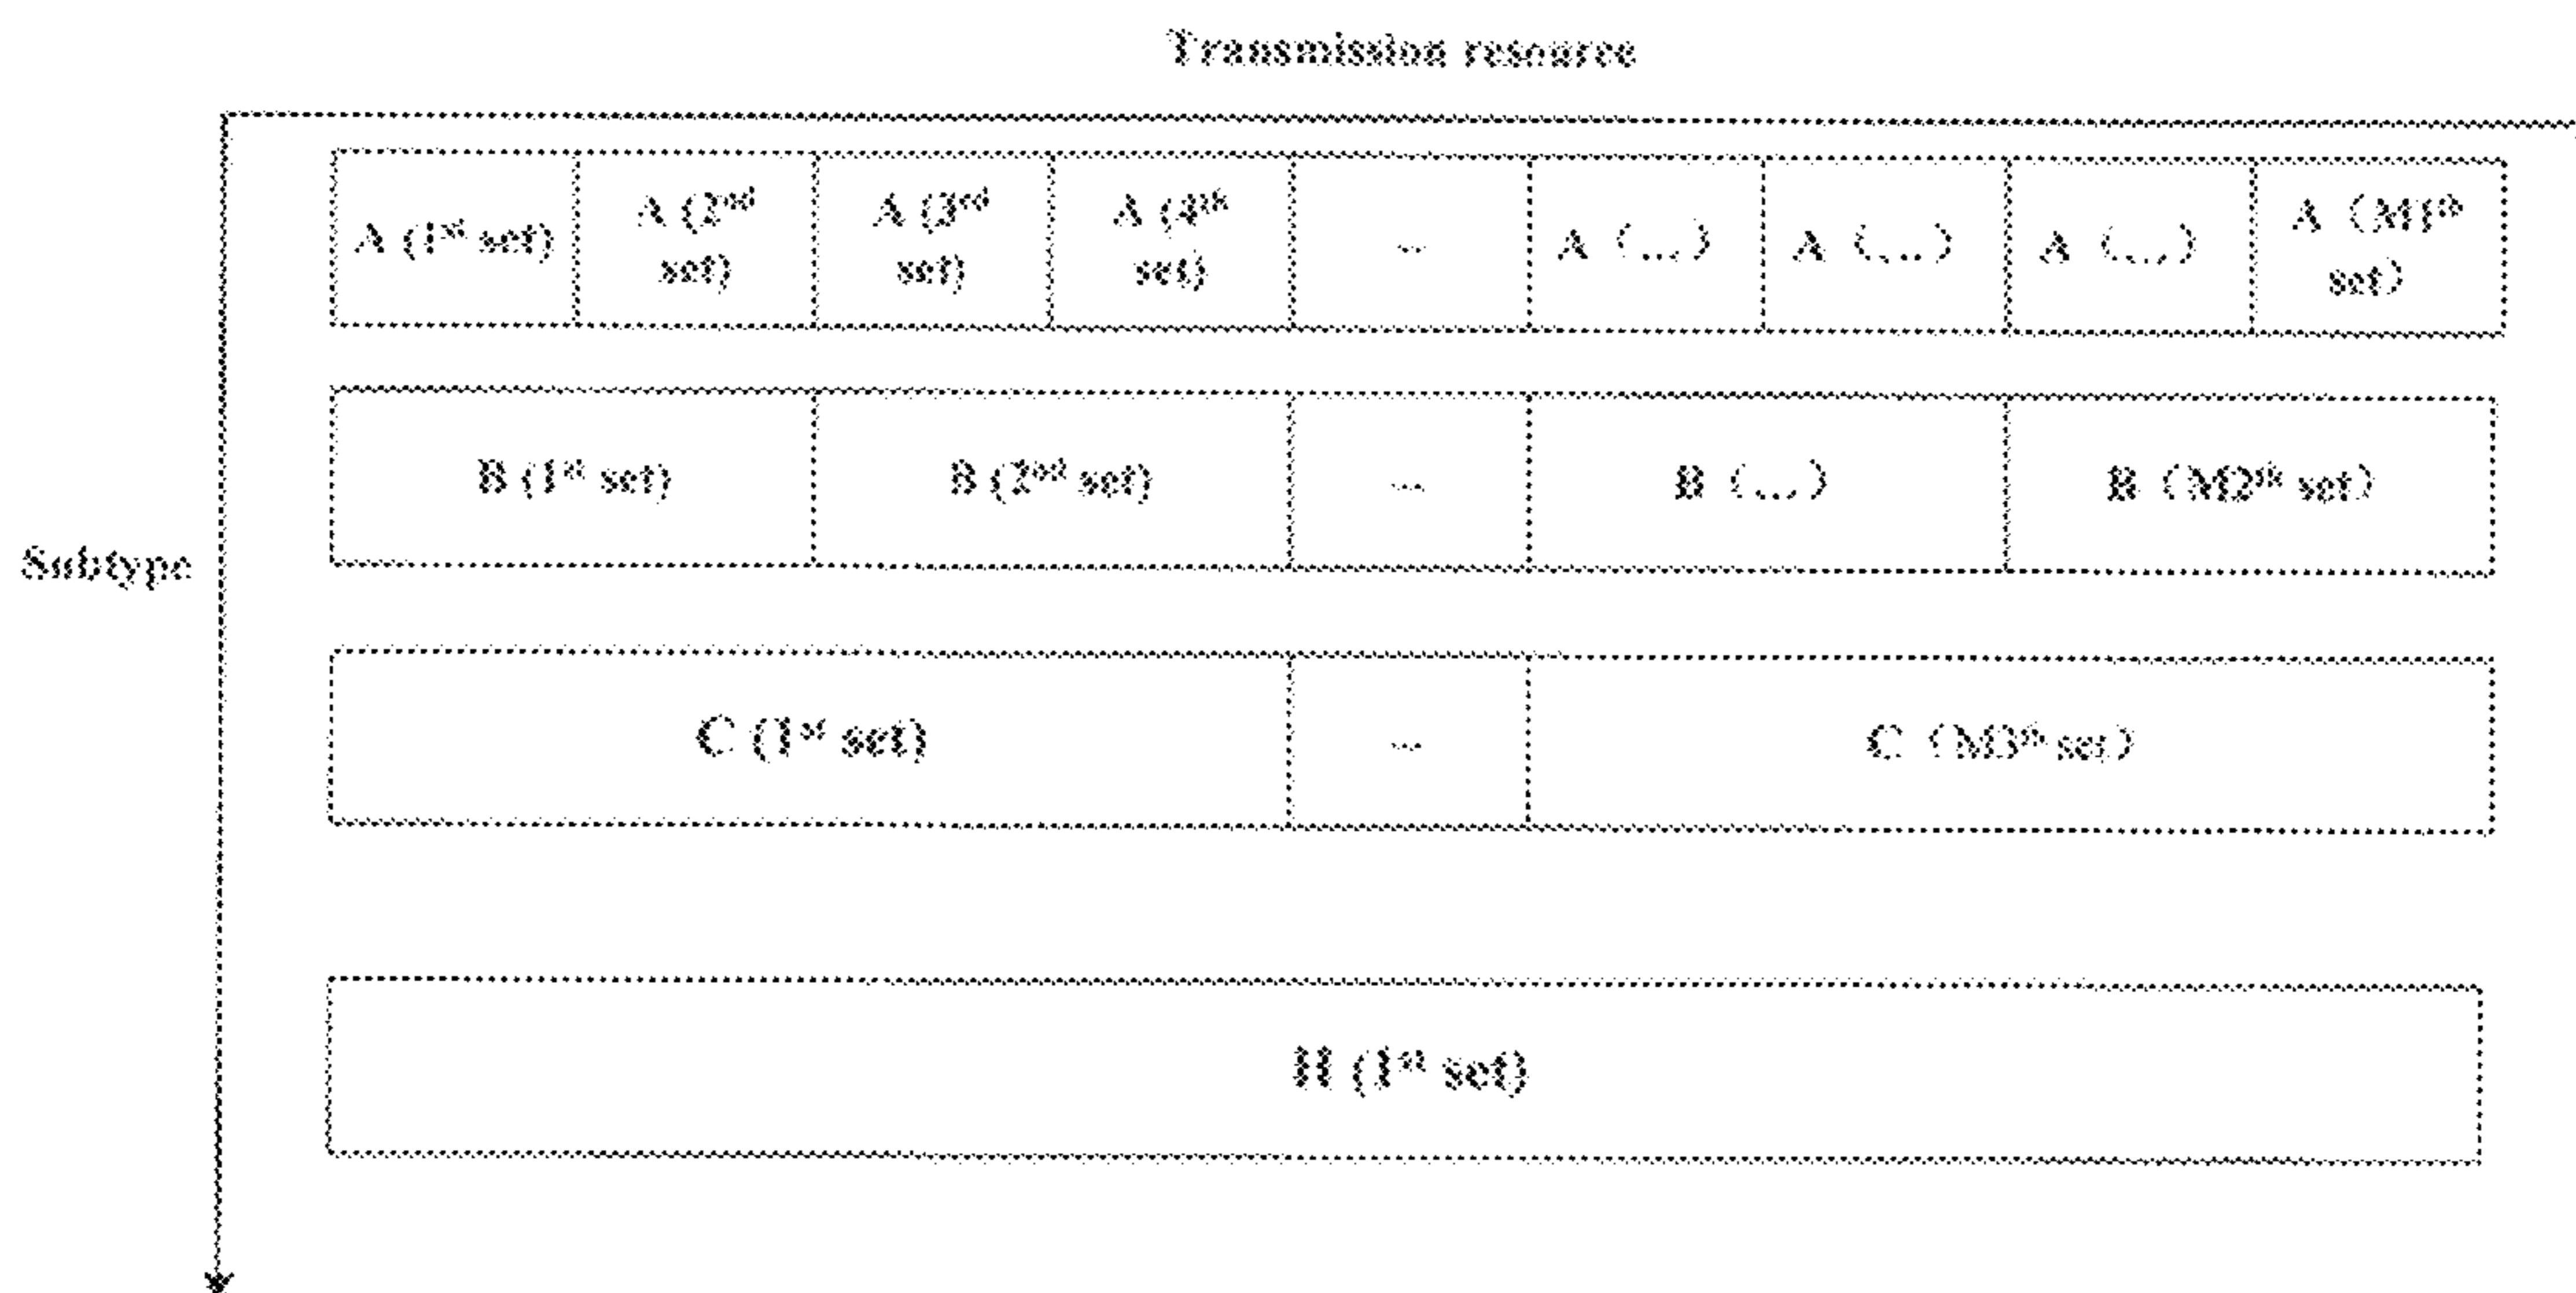 Transmission resource
A (1st set)
A (2nd
set)
A (3rd
set)
A (4th
set)
...
A (...)
A (...)
A (...)
A (M1th
set)
B (1st set)
B (2nd set)
...
B (...)
B (M2th set)
Subtype
C (1st set)
...
C (M3th set)
H (1st set)